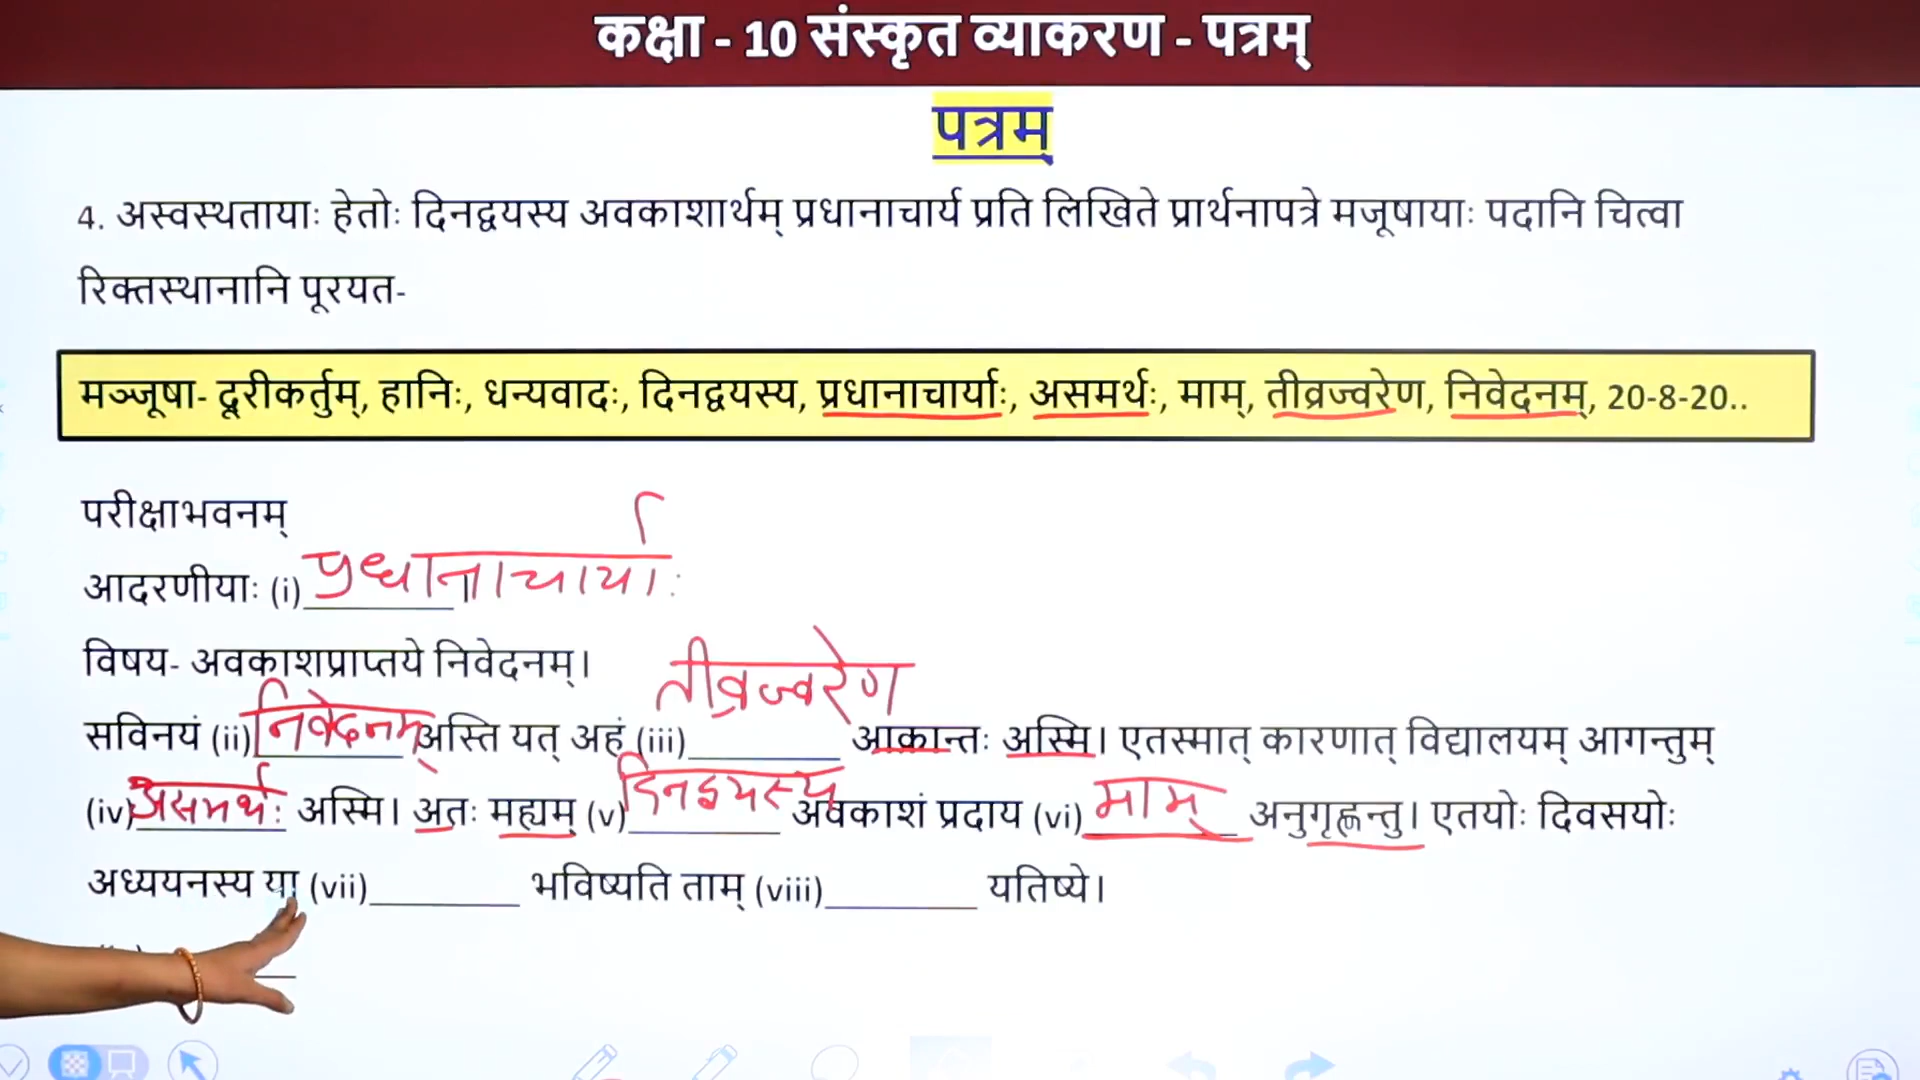 कक्षा - 10 संस्कृत व्याकरण - पत्रम्
पत्रम्
4. अस्वस्थतायाः हेतोः दिनद्वयस्य अवकाशार्थम् प्रधानाचार्य प्रति लिखिते प्रार्थनापत्रे मजूषायाः पदानि चित्वा
रिक्तस्थानानि पूरयत-
मञ्जूषा- दूरीकर्तुम्, हानिः, धन्यवादः, दिनद्वयस्य, प्रधानाचार्याः, असमर्थः, माम्, तीव्रज्वरेण, निवेदनम्, 20-8-20..
परीक्षाभवनम्
आदरणीयाः (i) प्रधानाचार्याः
विषय- अवकाशप्राप्तये निवेदनम्।
सविनयं (ii) निवेदनम् अस्ति यत् अहं (iii) तीव्रज्वरेण आक्रान्तः अस्मि। एतस्मात् कारणात् विद्यालयम् आगन्तुम्
(iv) असमर्थः अस्मि। अतः मह्यम् (v) दिनद्वयस्य अवकाशं प्रदाय (vi) माम् अनुगृह्णन्तु। एतयोः दिवसयोः
अध्ययनस्य या (vii)________ भविष्यति ताम् (viii)________ यतिष्ये।